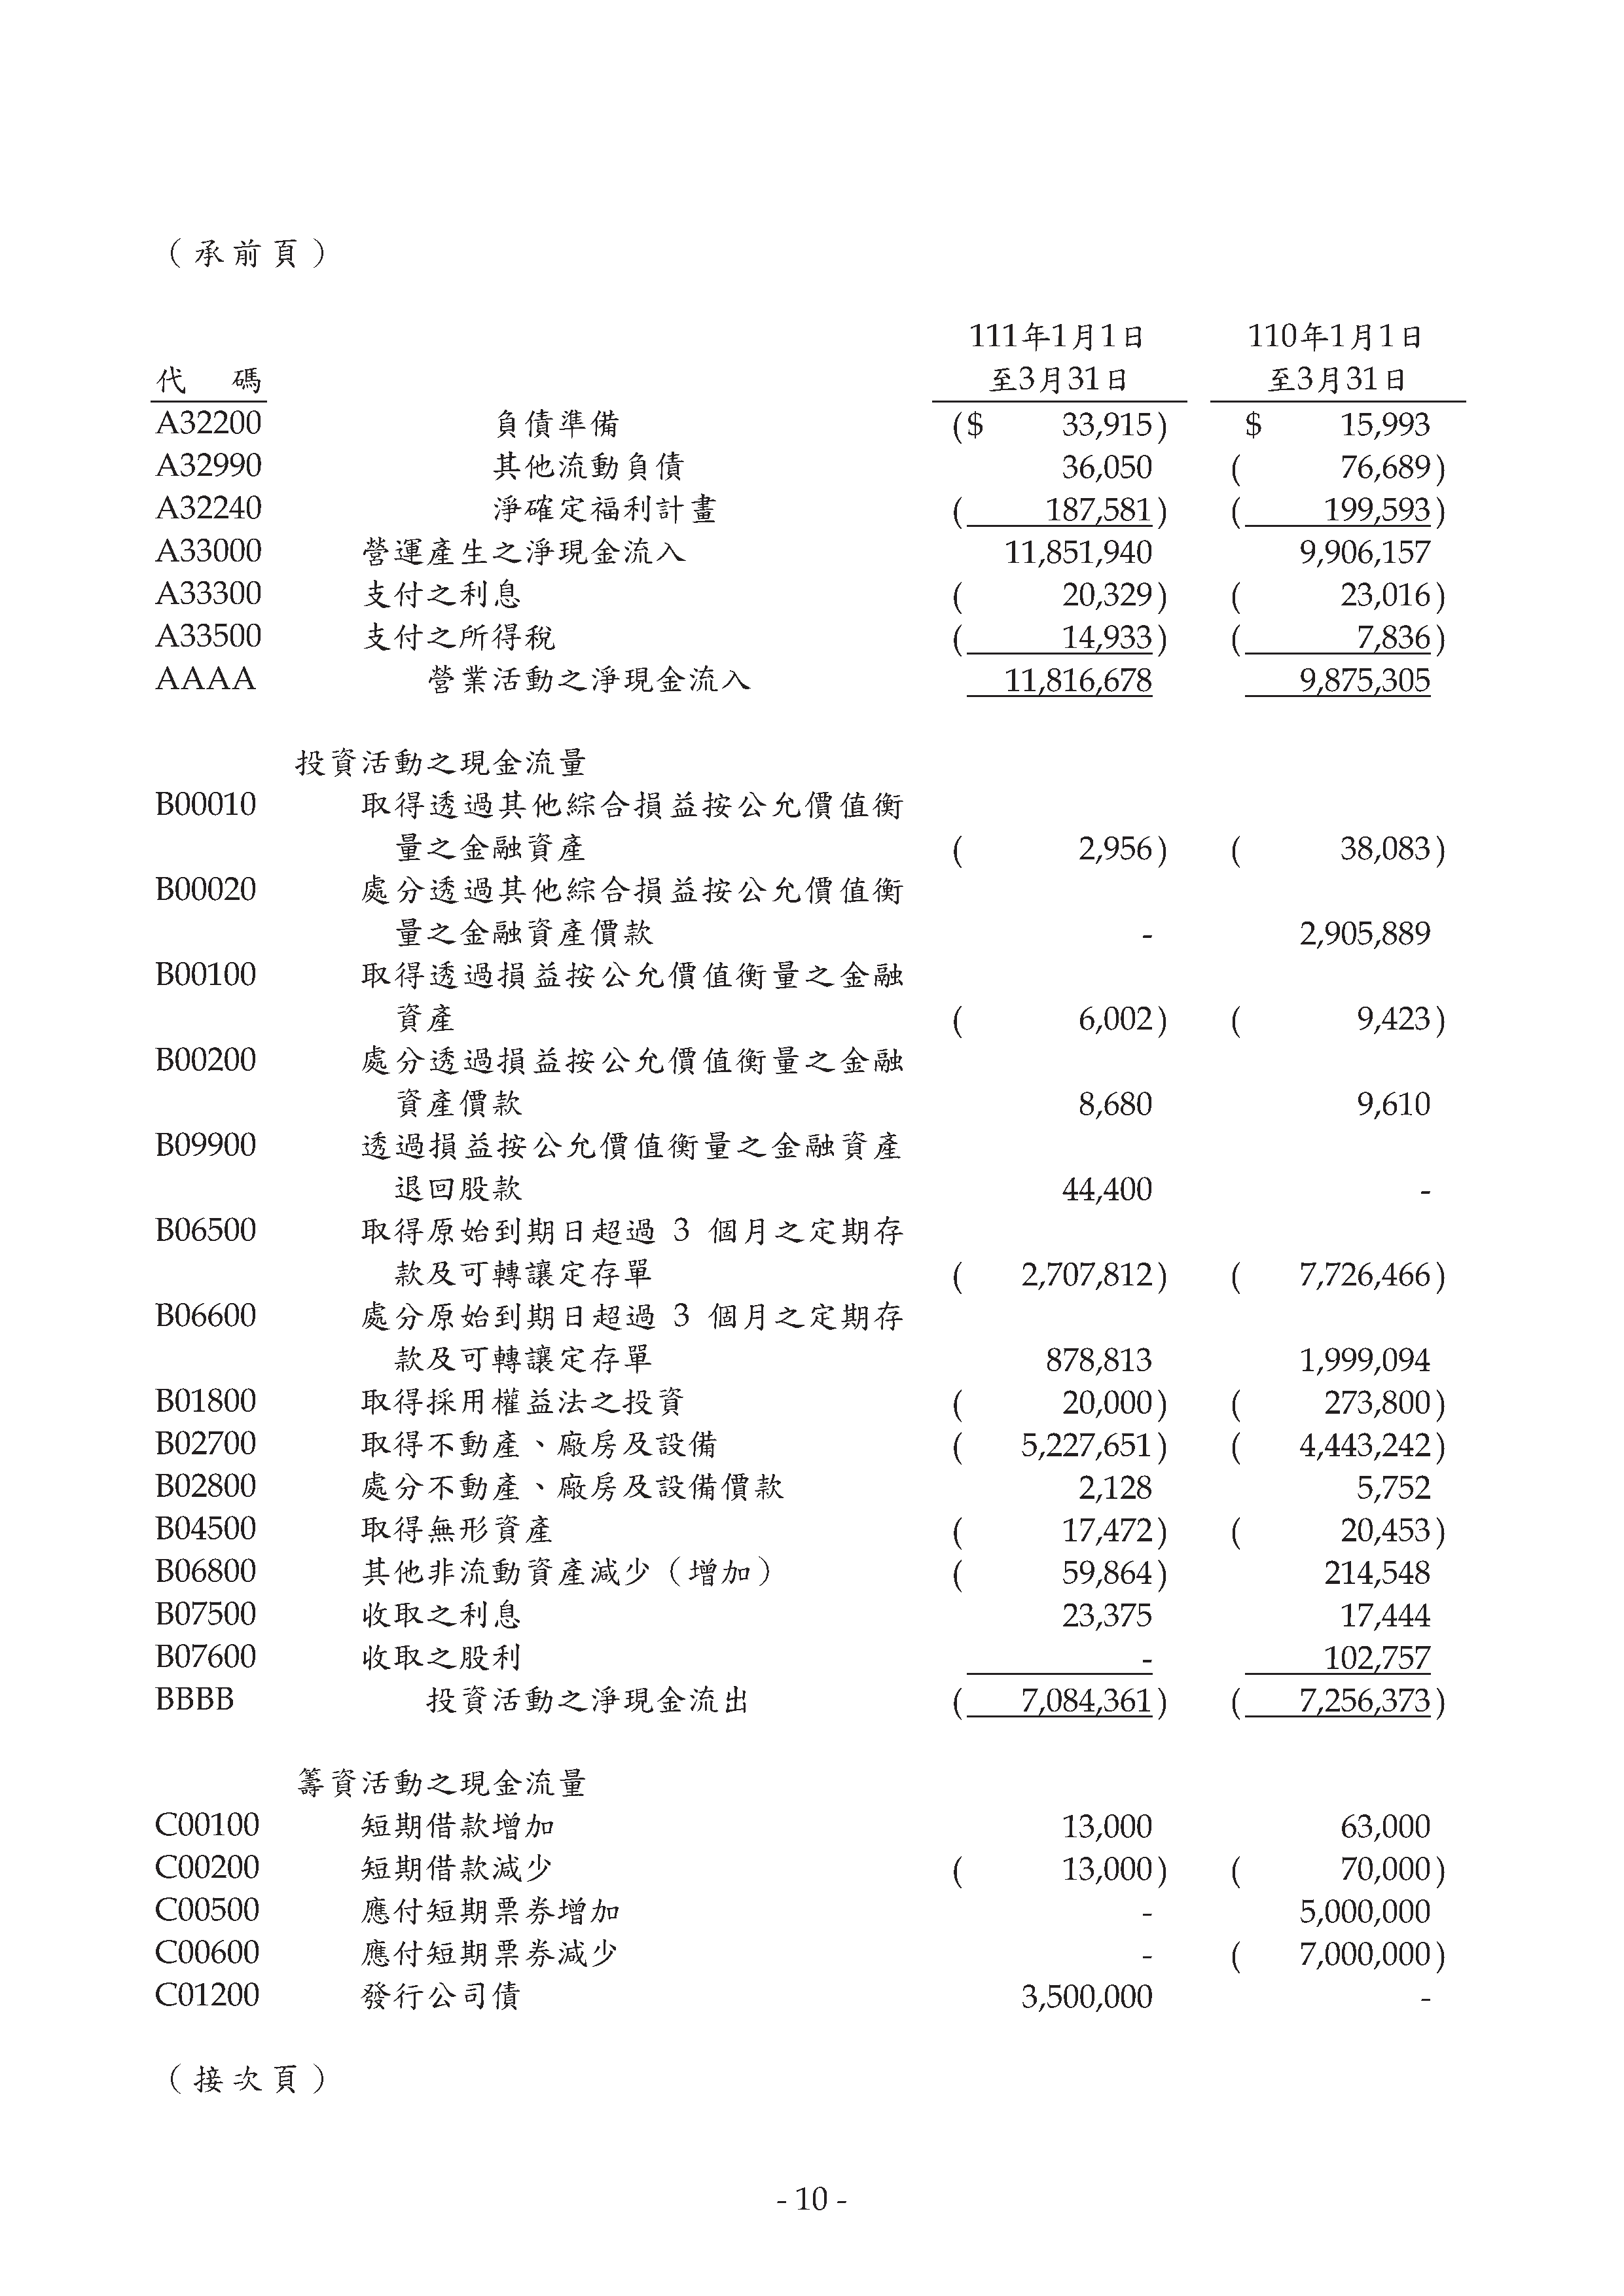 （承前頁）
111年1月1日 110年1月1日
代 碼 至3月31日 至3月31日
A32200 負債準備 ($ 33,915) $ 15,993
A32990 其他流動負債 36,050 ( 76,689)
A32240 淨確定福利計畫 ( 187,581) ( 199,593)
A33000 營運產生之淨現金流入 11,851,940 9,906,157
A33300 支付之利息 ( 20,329) ( 23,016)
A33500 支付之所得稅 ( 14,933) ( 7,836)
AAAA 營業活動之淨現金流入 11,816,678 9,875,305
投資活動之現金流量
B00010 取得透過其他綜合損益按公允價值衡
量之金融資產 ( 2,956) ( 38,083)
B00020 處分透過其他綜合損益按公允價值衡
量之金融資產價款 - 2,905,889
B00100 取得透過損益按公允價值衡量之金融
資產 ( 6,002) ( 9,423)
B00200 處分透過損益按公允價值衡量之金融
資產價款 8,680 9,610
B09900 透過損益按公允價值衡量之金融資產
退回股款 44,400 -
B06500 取得原始到期日超過 3 個月之定期存
款及可轉讓定存單 ( 2,707,812) ( 7,726,466)
B06600 處分原始到期日超過 3 個月之定期存
款及可轉讓定存單 878,813 1,999,094
B01800 取得採用權益法之投資 ( 20,000) ( 273,800)
B02700 取得不動產、廠房及設備 ( 5,227,651) ( 4,443,242)
B02800 處分不動產、廠房及設備價款 2,128 5,752
B04500 取得無形資產 ( 17,472) ( 20,453)
B06800 其他非流動資產減少（增加） ( 59,864) 214,548
B07500 收取之利息 23,375 17,444
B07600 收取之股利 - 102,757
BBBB 投資活動之淨現金流出 ( 7,084,361) ( 7,256,373)
籌資活動之現金流量
C00100 短期借款增加 13,000 63,000
C00200 短期借款減少 ( 13,000) ( 70,000)
C00500 應付短期票券增加 - 5,000,000
C00600 應付短期票券減少 - ( 7,000,000)
C01200 發行公司債 3,500,000 -
（接次頁）
- 10 -